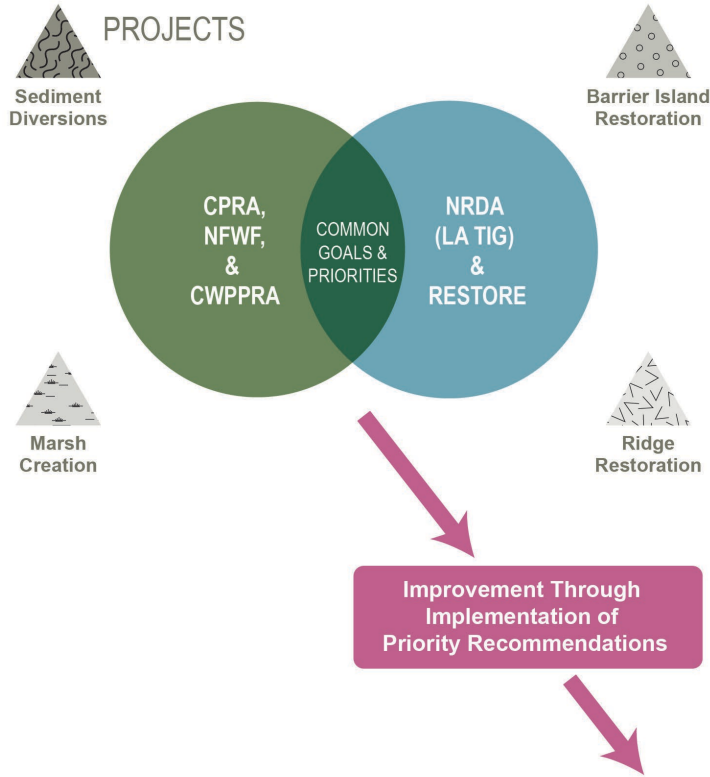 PROJECTS
Sediment
Diversions
Barrier Island
Restoration
CPRA,
NFWF,
&
CWPPRA
COMMON
GOALS &
PRIORITIES
NRDA
(LA TIG)
&
RESTORE
Marsh
Creation
Ridge
Restoration
Improvement Through
Implementation of
Priority Recommendations